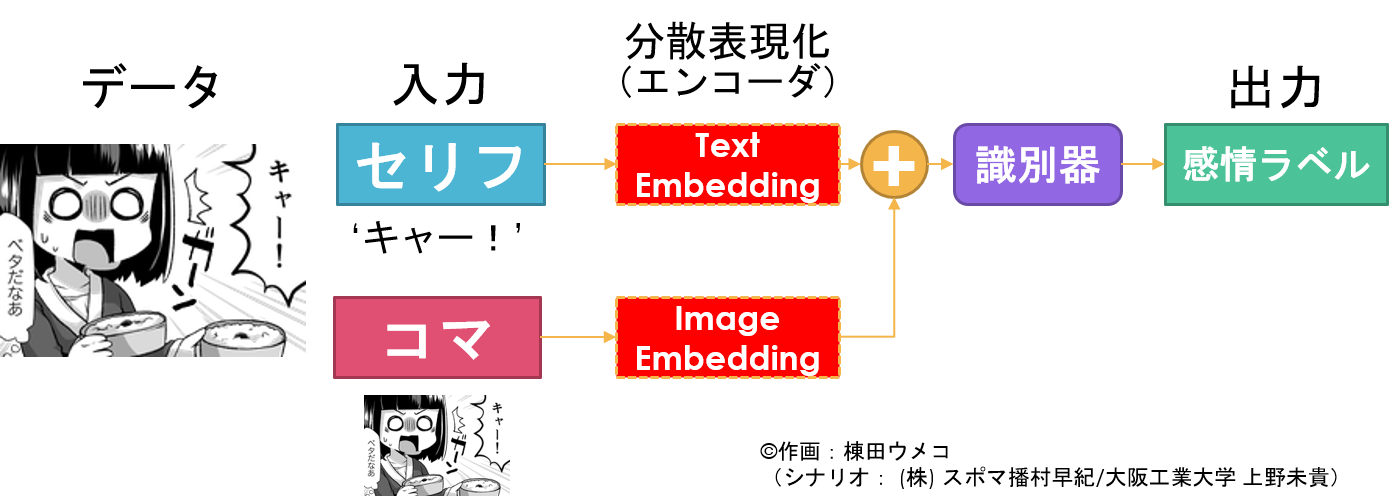 データ
入力
分散表現化
（エンコーダ）
出力
キャー！
ガーン
ベタだなあ
セリフ
Text
Embedding
+
識別器
感情ラベル
‘キャー！’
コマ
Image
Embedding
キャー！
ガーン
ベタだなあ
©作画：棟田ウメコ
（シナリオ： (株) スポマ播村早紀/大阪工業大学 上野未貴）